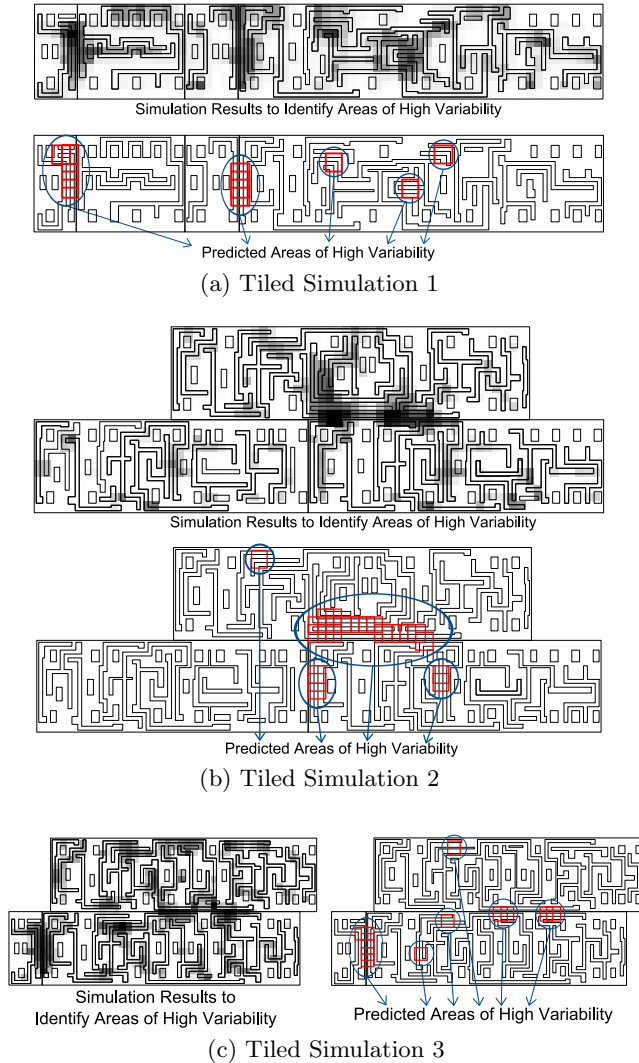 Simulation Results to Identify Areas of High Variability
Predicted Areas of High Variability
(a) Tiled Simulation 1
Simulation Results to Identify Areas of High Variability
Predicted Areas of High Variability
(b) Tiled Simulation 2
Simulation Results to
Identify Areas of High Variability
Predicted Areas of High Variability
(c) Tiled Simulation 3